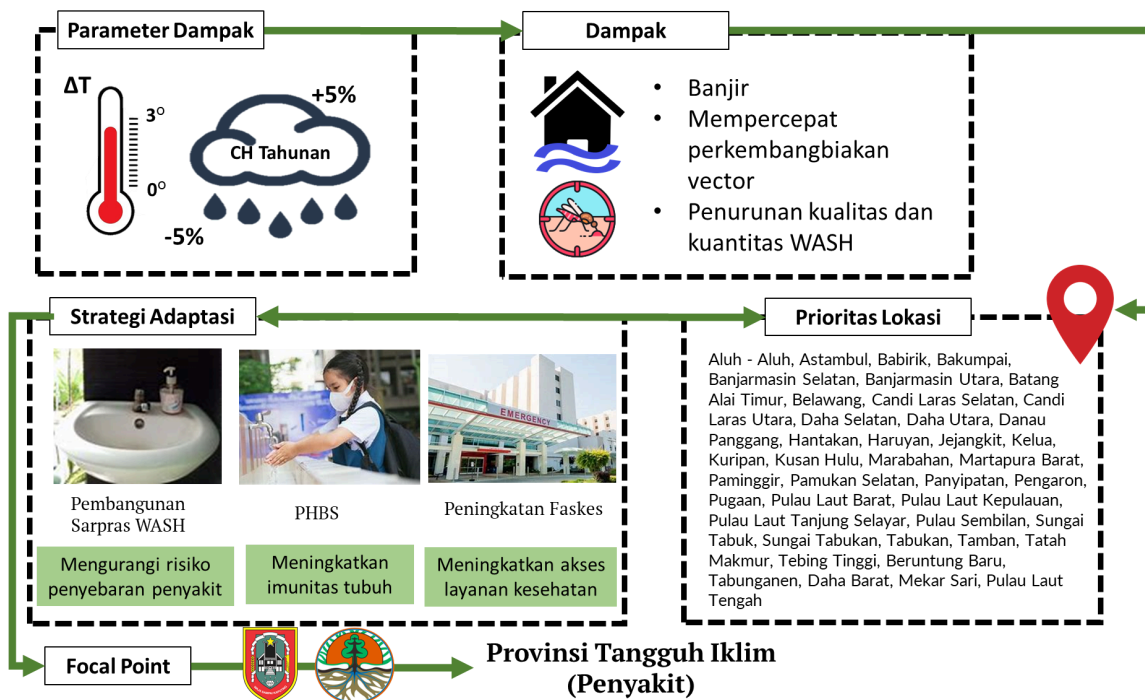 Parameter Dampak
ΔT
3°
0°
+5%
CH Tahunan
-5%
Dampak
• Banjir
• Mempercepat
perkembangbiakan
vector
• Penurunan kualitas dan
kuantitas WASH
Strategi Adaptasi
EMERGENCY
Pembangunan
Sarpras WASH
PHBS
Peningkatan Faskes
Mengurangi risiko
penyebaran penyakit
Meningkatkan
imunitas tubuh
Meningkatkan akses
layanan kesehatan
Prioritas Lokasi
Aluh - Aluh, Astambul, Babirik, Bakumpai,
Banjarmasin Selatan, Banjarmasin Utara, Batang
Alai Timur, Belawang, Candi Laras Selatan, Candi
Laras Utara, Daha Selatan, Daha Utara, Danau
Panggang, Hantakan, Haruyan, Jejangkit, Kelua,
Kuripan, Kusan Hulu, Marabahan, Martapura Barat,
Paminggir, Pamukan Selatan, Panyipatan, Pengaron,
Pugaan, Pulau Laut Barat, Pulau Laut Kepulauan,
Pulau Laut Tanjung Selayar, Pulau Sembilan, Sungai
Tabuk, Sungai Tabukan, Tabukan, Tamban, Tatah
Makmur, Tebing Tinggi, Beruntung Baru,
Tabunganen, Daha Barat, Mekar Sari, Pulau Laut
Tengah
Focal Point
Provinsi Tangguh Iklim
(Penyakit)